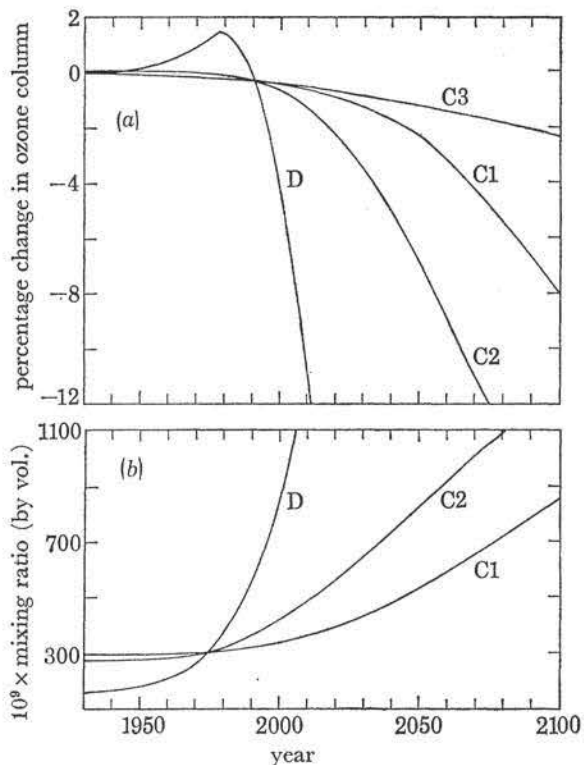 percentage change in ozone column
2
0
−4
−8
−12
(a)
C3
C1
D
C2
10⁹ × mixing ratio (by vol.)
1100
700
300
(b)
D
C2
C1
1950
2000
2050
2100
year